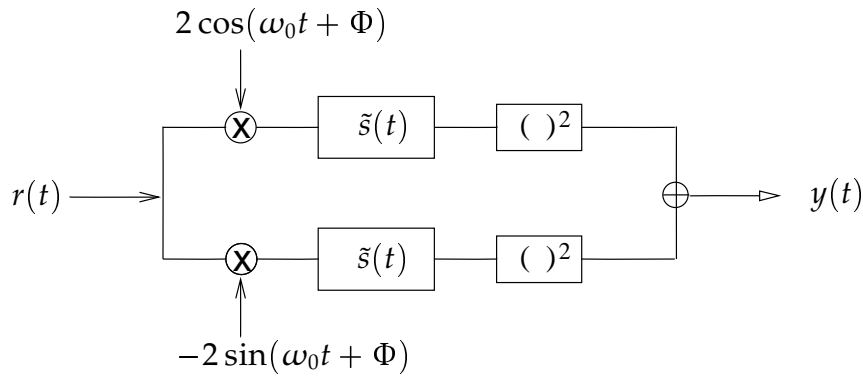 2 cos(ω₀t + Φ)
X
s̃(t)
( )²
r(t)
y(t)
X
s̃(t)
( )²
−2 sin(ω₀t + Φ)